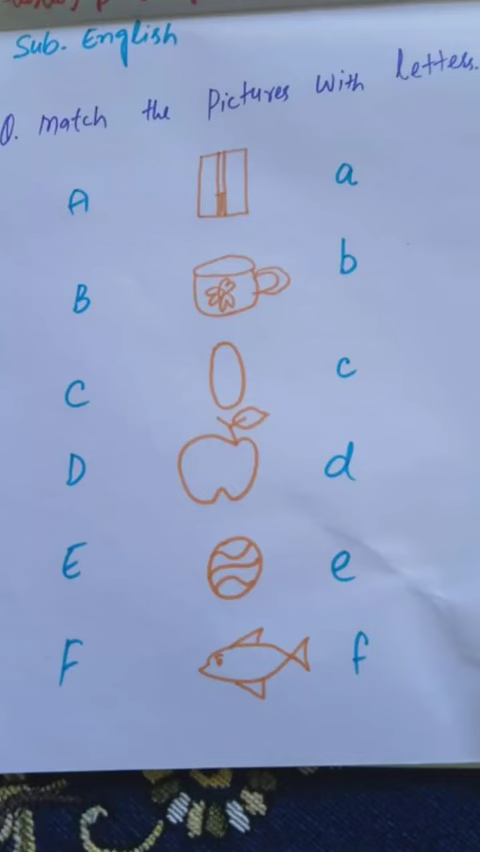 Sub. English
Q. Match the Pictures With letters.
A a
B b
C c
D d
E e
F f